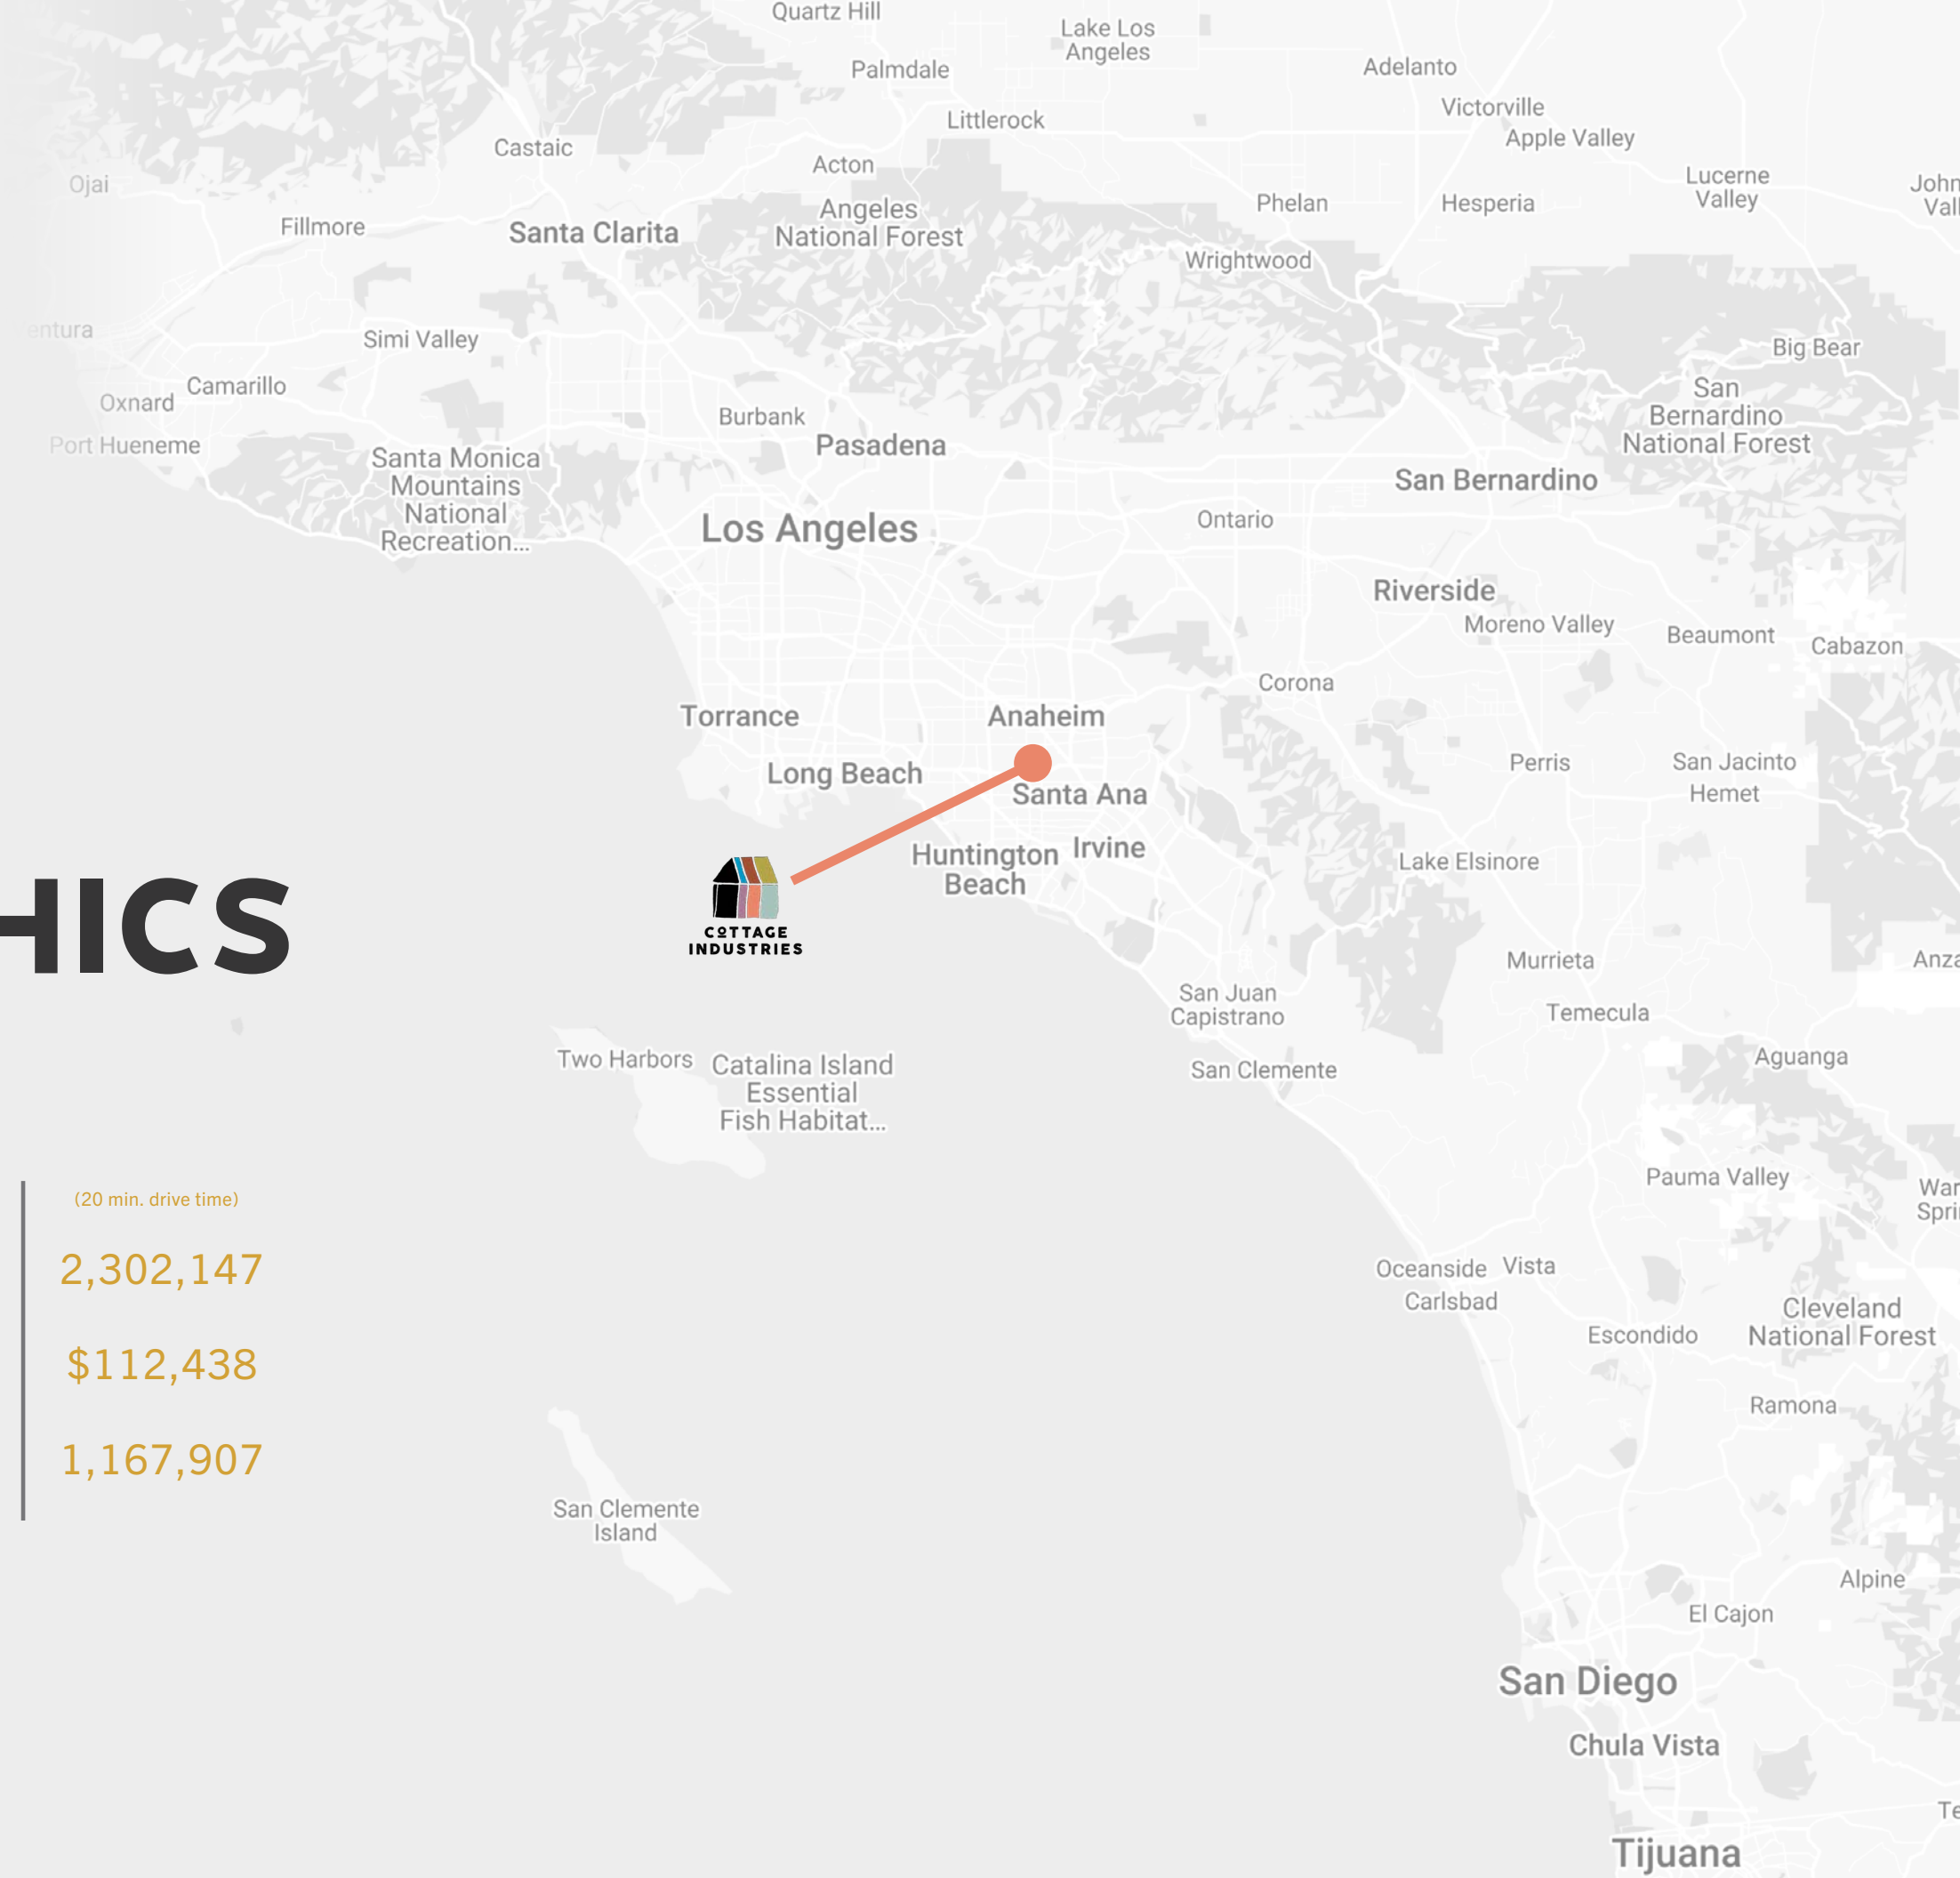 Quartz Hill
Lake Los
Angeles
Palmdale
Adelanto
Victorville
Littlerock
Apple Valley
Castaic
Acton
Ojai
Lucerne
Valley
Phelan
Hesperia
John
Vall
Fillmore
Santa Clarita
Angeles
National Forest
Wrightwood
entura
Simi Valley
Big Bear
Camarillo
Oxnard
Burbank
San
Bernardino
National Forest
Port Hueneme
Pasadena
Santa Monica
Mountains
National
Recreation...
San Bernardino
Los Angeles
Ontario
Riverside
Moreno Valley
Beaumont
Cabazon
Corona
Torrance
Anaheim
Long Beach
Perris
San Jacinto
Hemet
Santa Ana
Huntington
Beach
Irvine
Lake Elsinore
HICS
COTTAGE
INDUSTRIES
Murrieta
Anza
San Juan
Capistrano
Temecula
Two Harbors
Catalina Island
Essential
Fish Habitat...
San Clemente
Aguanga
Pauma Valley
War
Spri
(20 min. drive time)
2,302,147
$112,438
1,167,907
Oceanside
Vista
Carlsbad
Cleveland
National Forest
Escondido
Ramona
San Clemente
Island
Alpine
El Cajon
San Diego
Chula Vista
Te
Tijuana